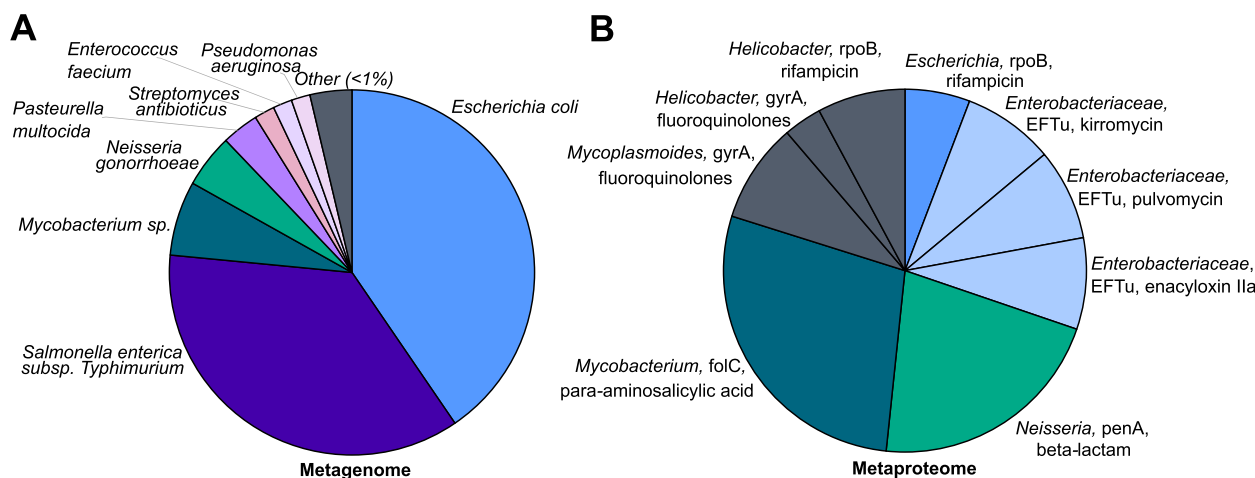 A
Enterococcus
faecium
Pseudomonas
aeruginosa
Other (<1%)
Streptomyces
antibioticus
Pasteurella
multocida
Neisseria
gonorrhoeae
Mycobacterium sp.
Salmonella enterica
subsp. Typhimurium
Escherichia coli
Metagenome
B
Helicobacter, rpoB,
rifampicin
Escherichia, rpoB,
rifampicin
Helicobacter, gyrA,
fluoroquinolones
Enterobacteriaceae,
EFTu, kirromycin
Mycoplasmoides, gyrA,
fluoroquinolones
Enterobacteriaceae,
EFTu, pulvomycin
Enterobacteriaceae,
EFTu, enacyloxin IIa
Mycobacterium, folC,
para-aminosalicylic acid
Neisseria, penA,
beta-lactam
Metaproteome